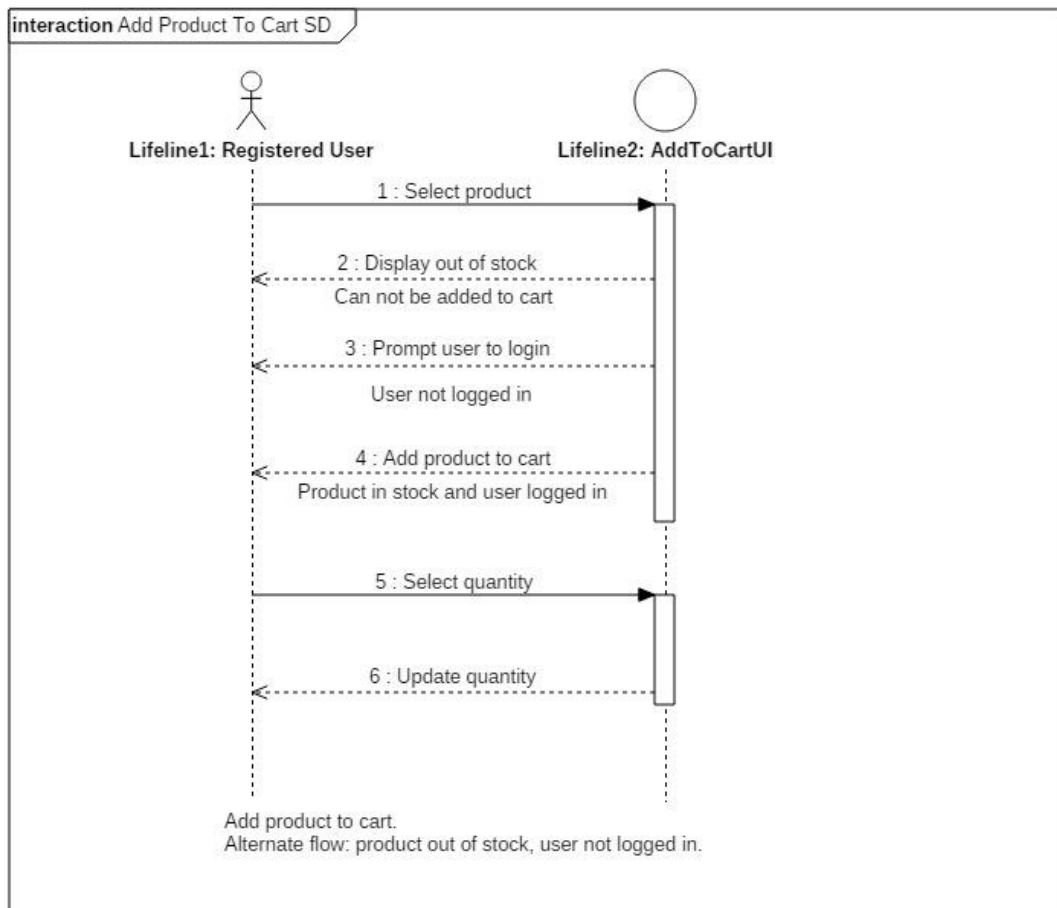 interaction Add Product To Cart SD
Lifeline1: Registered User
Lifeline2: AddToCartUI
1 : Select product
2 : Display out of stock
Can not be added to cart
3 : Prompt user to login
User not logged in
4 : Add product to cart
Product in stock and user logged in
5 : Select quantity
6 : Update quantity
Add product to cart.
Alternate flow: product out of stock, user not logged in.